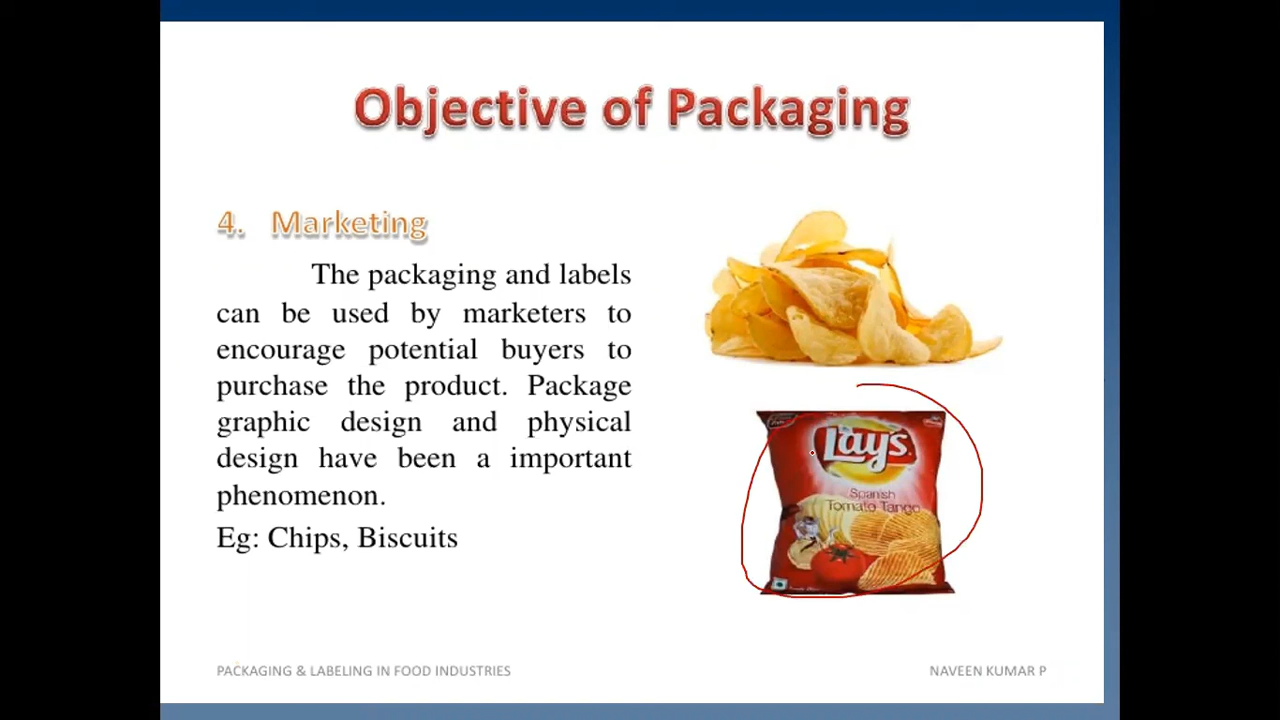 Objective of Packaging
4. Marketing
The packaging and labels
can be used by marketers to
encourage potential buyers to
purchase the product. Package
graphic design and physical
design have been a important
phenomenon.
Eg: Chips, Biscuits
Lay's
Spanish
Tomato Tango
PACKAGING & LABELING IN FOOD INDUSTRIES
NAVEEN KUMAR P